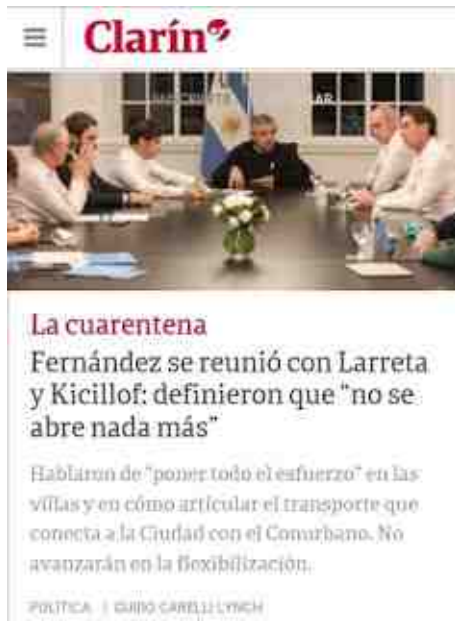 Clarín
La cuarentena
Fernández se reunió con Larreta
y Kicillof: definieron que "no se
abre nada más"
Hablaron de "poner todo el esfuerzo" en las
villas y en cómo articular el transporte que
conecta a la Ciudad con el Conurbano. No
avanzarán en la flexibilización.
POLÍTICA | GUIDO CARELLI LYNCH